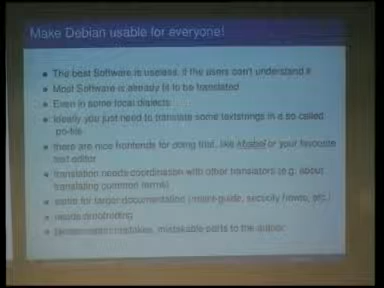 Make Debian usable for everyone!
The best Software is useless, if the users can't understand it
Most Software is already fit to be translated
Even in some local dialects
Ideally, you just need to translate some textstrings in a so called
po-file
there are nice frontends for doing that, like kbabel or your favourite
text editor
translation needs coordination with other translators (e.g. about
translating common terms)
same for larger documentation (install-guide, security howto, etc.)
needs proofreading
mistakes, mistakable parts to the author